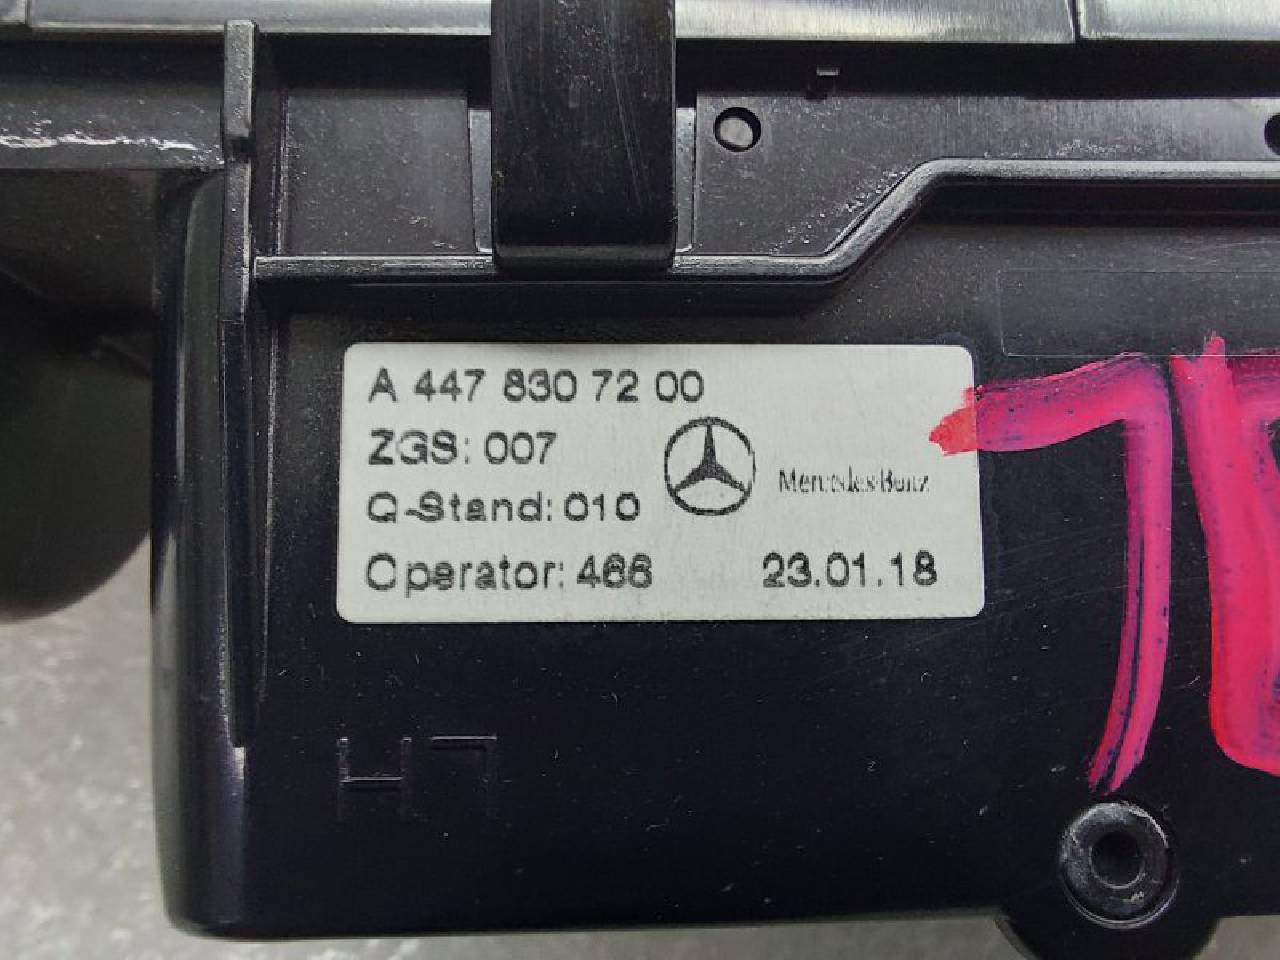 A 447 830 72 00
ZGS: 007
Mercedes-Benz
Q-Stand: 010
Operator: 466 23.01.18